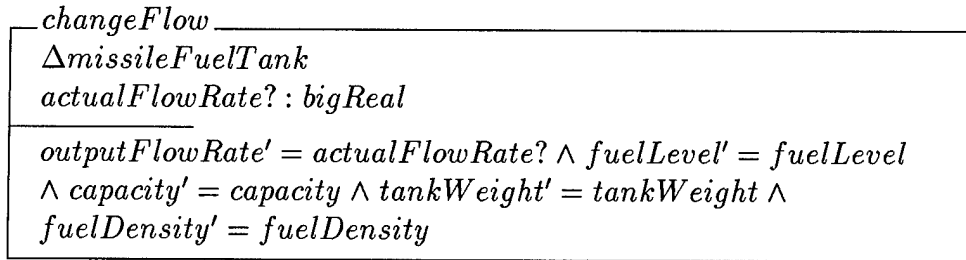 changeFlow
ΔmissileFuelTank
actualFlowRate? : bigReal
outputFlowRate′ = actualFlowRate? ∧ fuelLevel′ = fuelLevel
∧ capacity′ = capacity ∧ tankWeight′ = tankWeight ∧
fuelDensity′ = fuelDensity